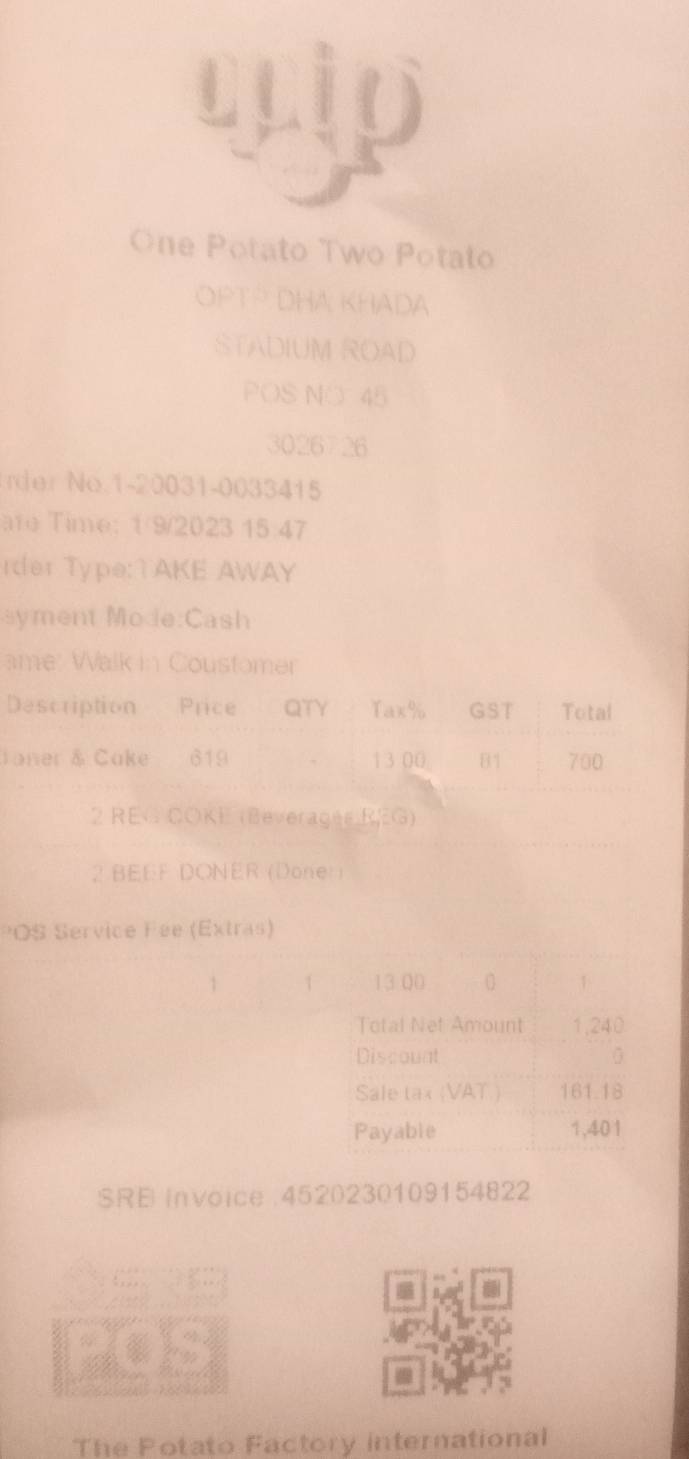 One Potato Two Potato
OPTP DHA KHADA
STADIUM ROAD
POS NO 45
3026726
rder No.1-20031-0033415
ate Time: 1/9/2023 15:47
rder Type:TAKE AWAY
ayment Mode:Cash
ame: Walk in Coustomer
Description Price QTY Tax% GST Total
Doner & Coke 619 - 13.00 81 700
2 REG COKE (Beverages REG)
2 BEEF DONER (Doner)
POS Service Fee (Extras)
1 1 13.00 0 1
Total Net Amount 1,240
Discount 0
Sale tax (VAT ) 161.18
Payable 1,401
SRB Invoice :4520230109154822
POS
The Potato Factory International